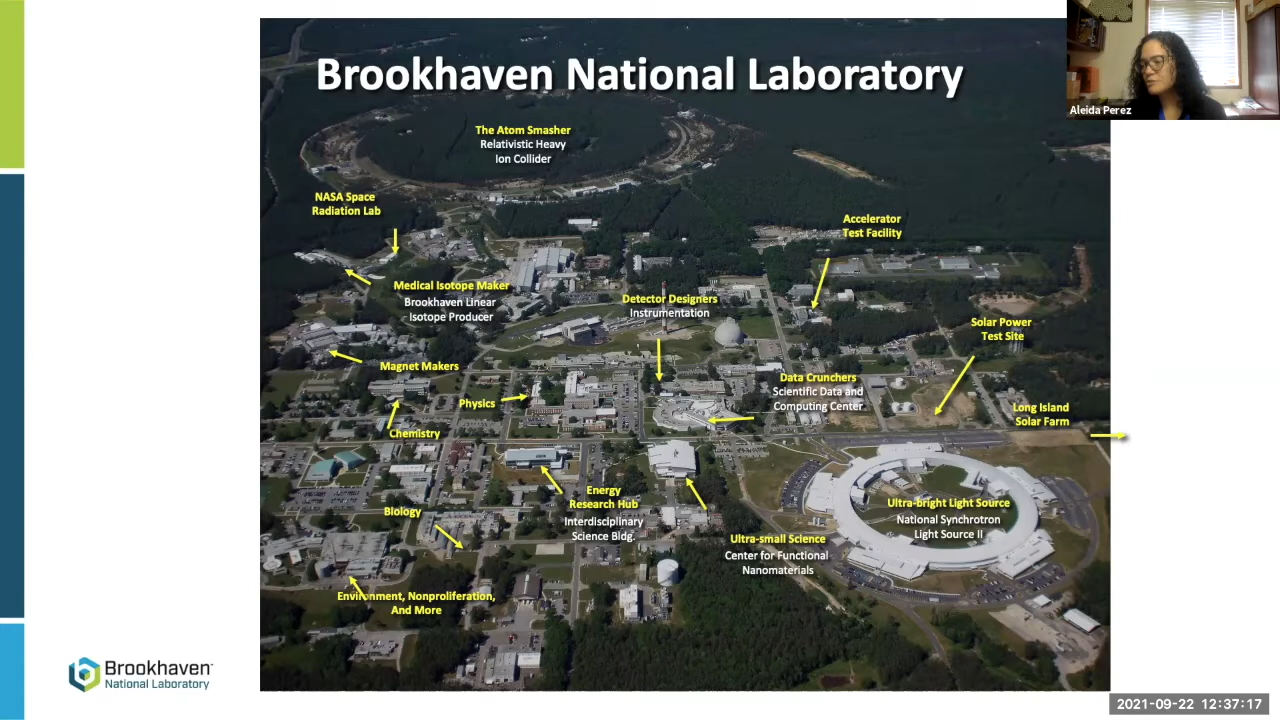 Brookhaven National Laboratory
Aleida Perez
The Atom Smasher
Relativistic Heavy
Ion Collider
NASA Space
Radiation Lab
Accelerator
Test Facility
Medical Isotope Maker
Brookhaven Linear
Isotope Producer
Detector Designers
Instrumentation
Solar Power
Test Site
Magnet Makers
Data Crunchers
Scientific Data and
Computing Center
Physics
Long Island
Solar Farm
Chemistry
Energy
Research Hub
Interdisciplinary
Science Bldg.
Biology
Ultra-bright Light Source
National Synchrotron
Light Source II
Ultra-small Science
Center for Functional
Nanomaterials
Environment, Nonproliferation,
And More
Brookhaven™
National Laboratory
2021-09-22 12:37:17